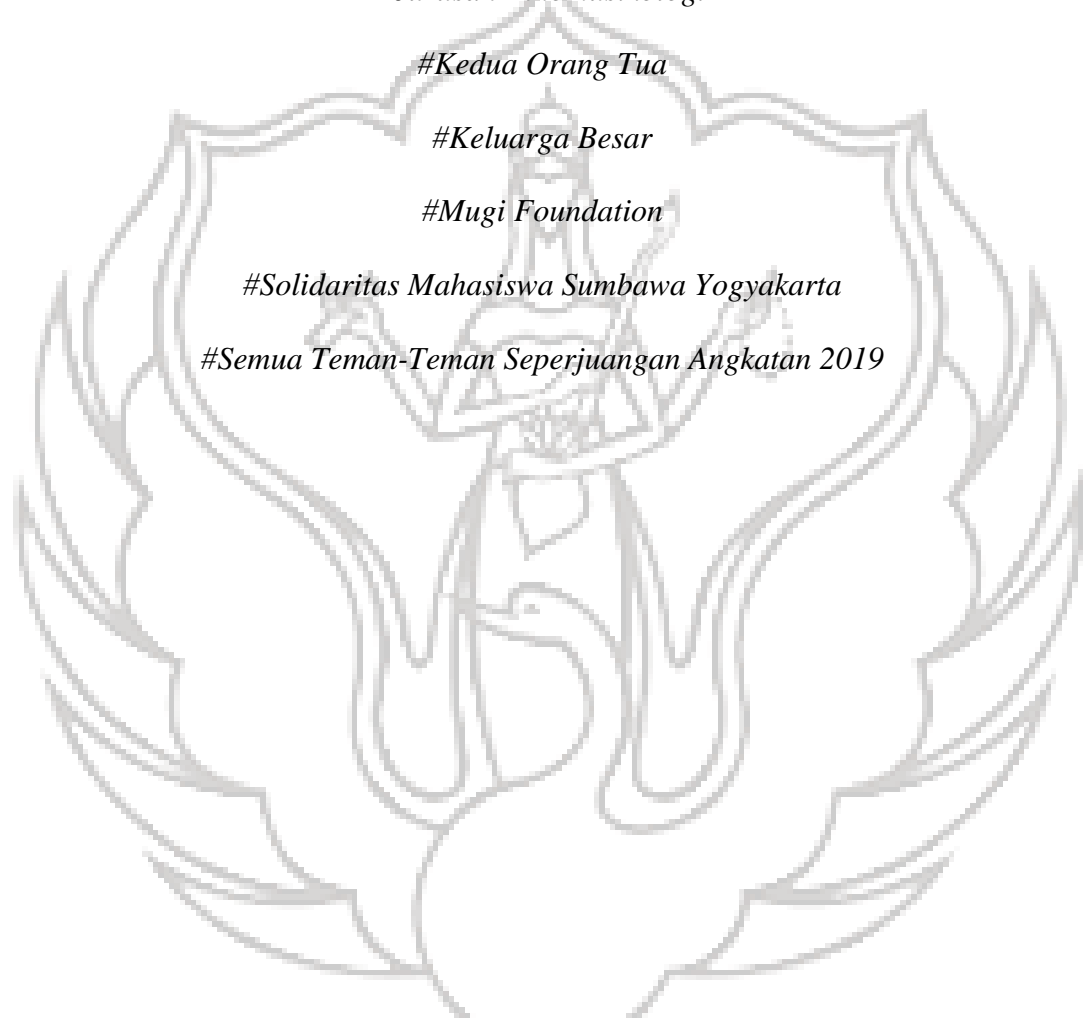 #Kedua Orang Tua
#Keluarga Besar
#Mugi Foundation
#Solidaritas Mahasiswa Sumbawa Yogyakarta
#Semua Teman-Teman Seperjuangan Angkatan 2019